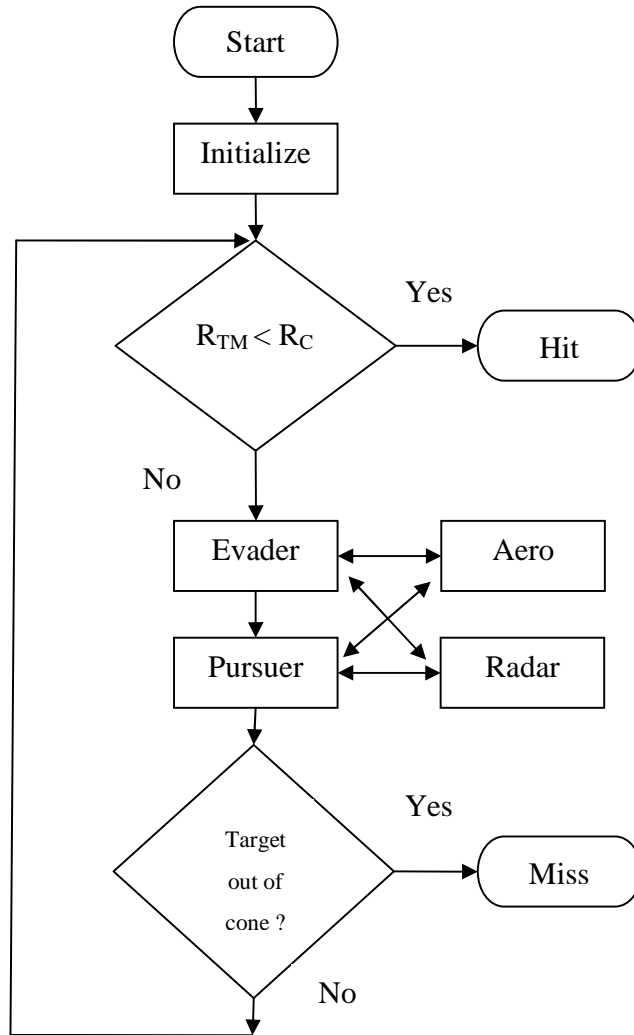 Start
Initialize
Yes
R_TM < R_C
Hit
No
Evader
Aero
Pursuer
Radar
Yes
Target
out of
cone ?
Miss
No